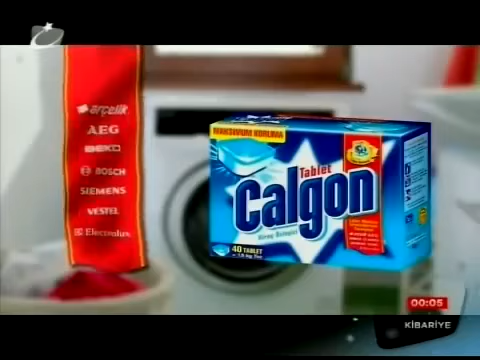 arçelik
AEG
BEKO
BOSCH
SIEMENS
VESTEL
Electrolux
MAKSİMUM KORUMA
Tablet
Calgon
40 TABLET
00:05
KİBARİYE